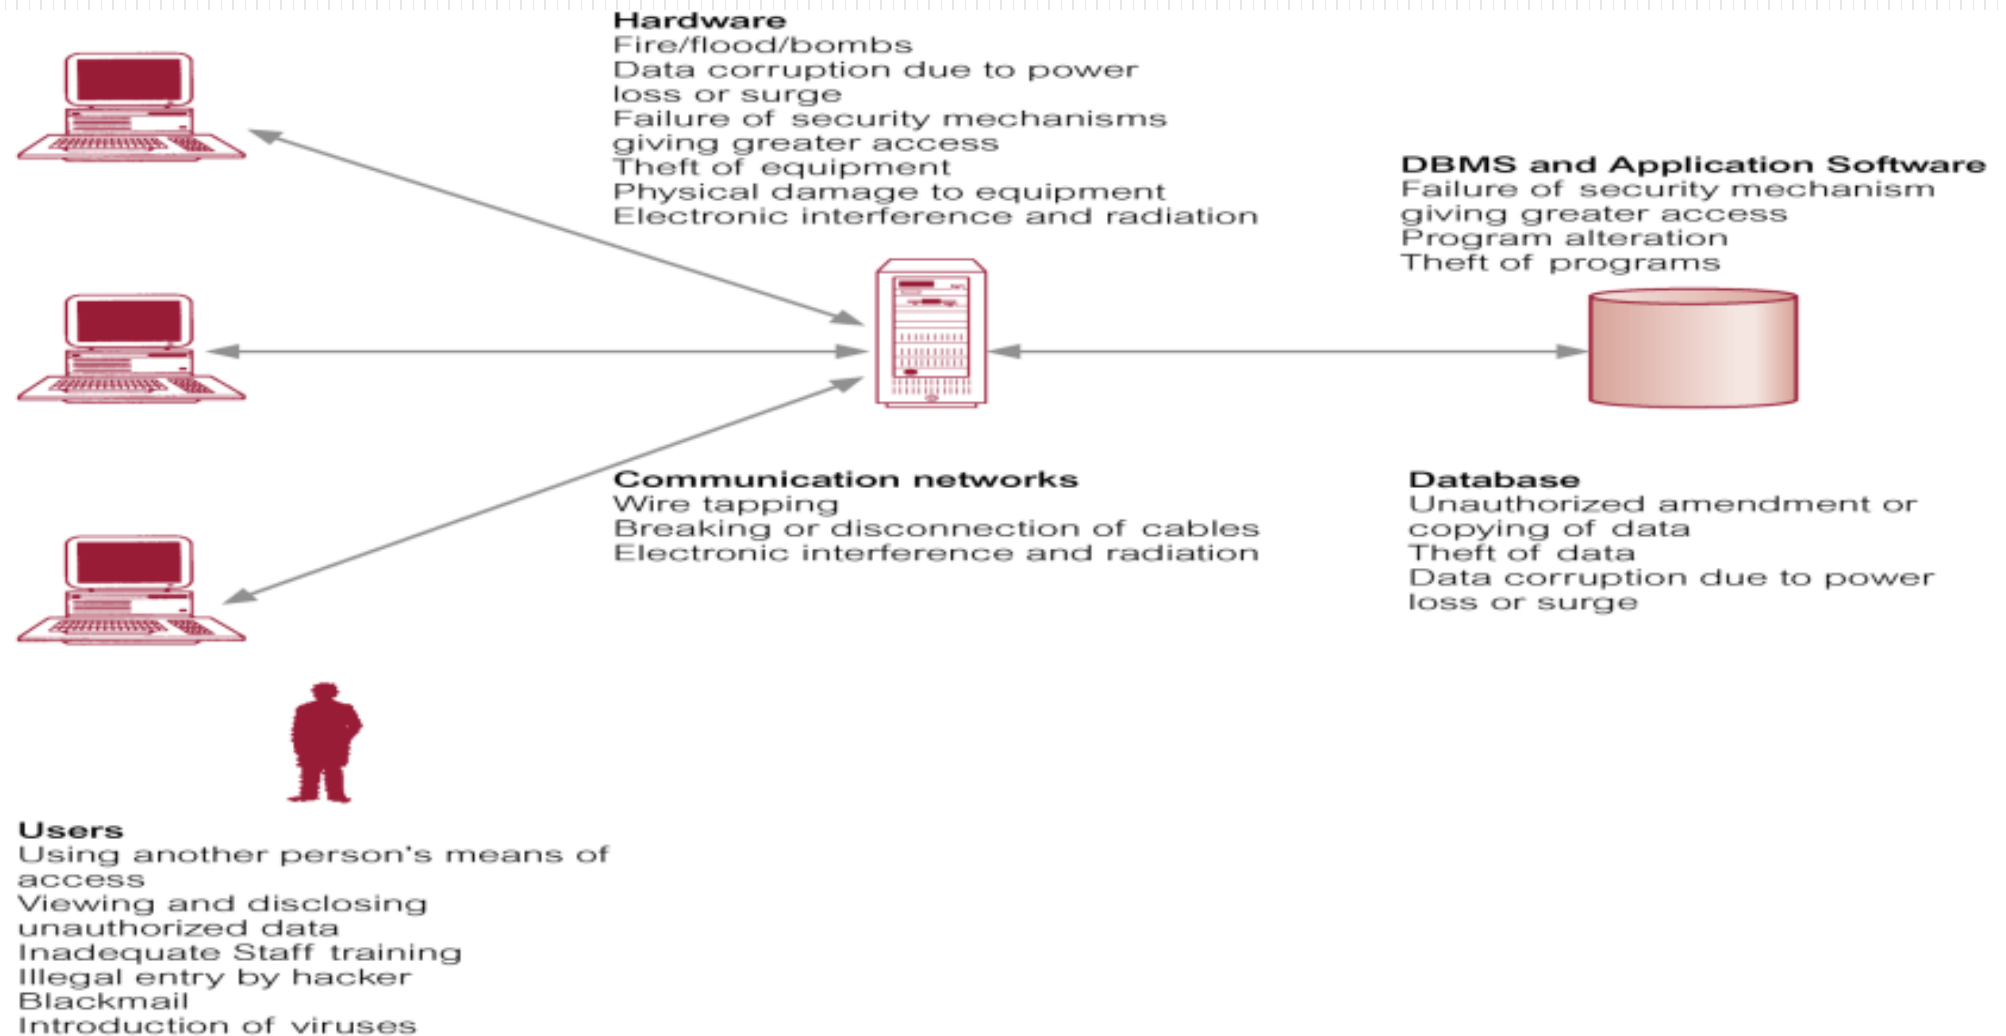 Hardware
Fire/flood/bombs
Data corruption due to power
loss or surge
Failure of security mechanisms
giving greater access
Theft of equipment
Physical damage to equipment
Electronic interference and radiation
DBMS and Application Software
Failure of security mechanism
giving greater access
Program alteration
Theft of programs
Communication networks
Wire tapping
Breaking or disconnection of cables
Electronic interference and radiation
Database
Unauthorized amendment or
copying of data
Theft of data
Data corruption due to power
loss or surge
Users
Using another person's means of
access
Viewing and disclosing
unauthorized data
Inadequate Staff training
Illegal entry by hacker
Blackmail
Introduction of viruses